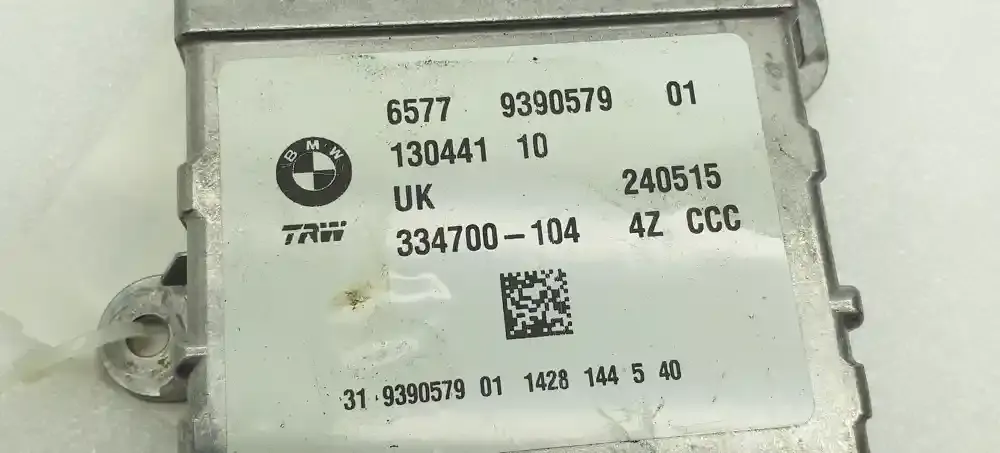 6577 9390579 01
130441 10
BMW
UK 240515
TRW
334700-104 4Z CCC
31 9390579 01 1428 144 5 40